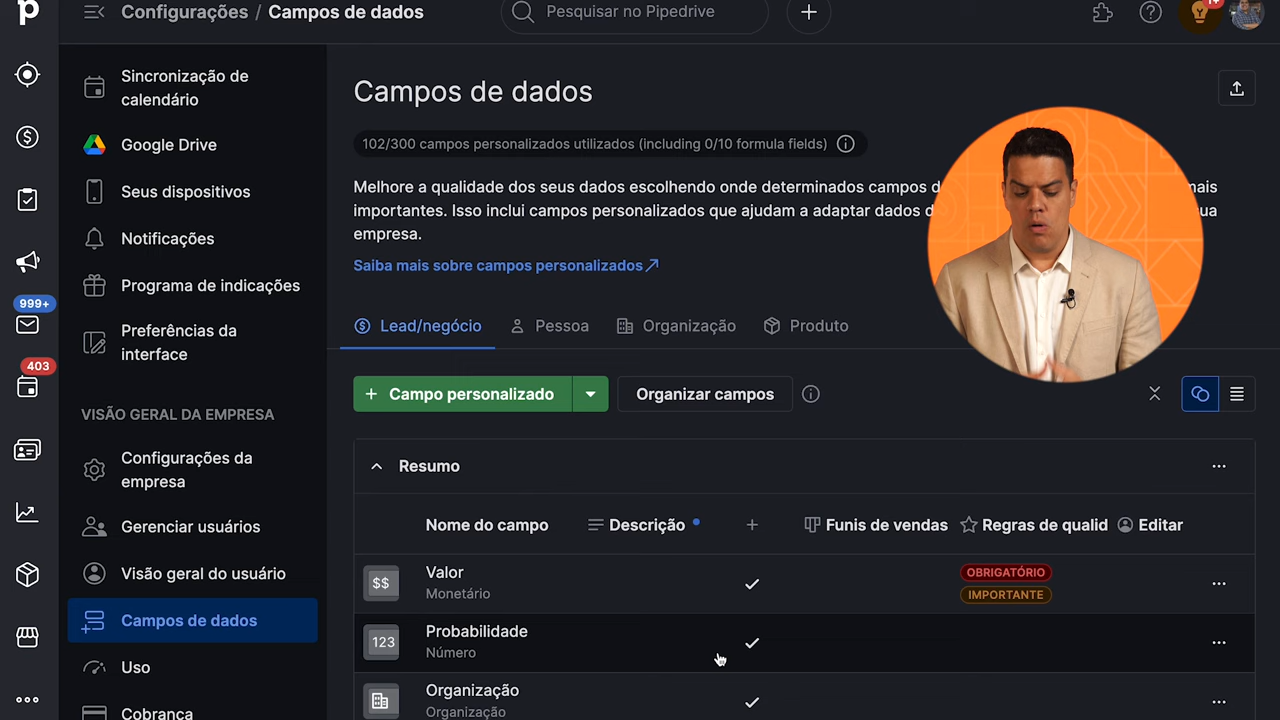 p
Configurações / Campos de dados
Pesquisar no Pipedrive
1+
Sincronização de
calendário
Google Drive
Seus dispositivos
Notificações
Programa de indicações
Preferências da
interface
999+
403
VISÃO GERAL DA EMPRESA
Configurações da
empresa
Gerenciar usuários
Visão geral do usuário
Campos de dados
Uso
Cobrança
Campos de dados
102/300 campos personalizados utilizados (including 0/10 formula fields)
Melhore a qualidade dos seus dados escolhendo onde determinados campos d mais
importantes. Isso inclui campos personalizados que ajudam a adaptar dados d ua
empresa.
Saiba mais sobre campos personalizados
Lead/negócio Pessoa Organização Produto
+ Campo personalizado Organizar campos
Resumo
Nome do campo Descrição + Funis de vendas Regras de qualid Editar
$$ Valor
Monetário
OBRIGATÓRIO
IMPORTANTE
123 Probabilidade
Número
Organização
Organização